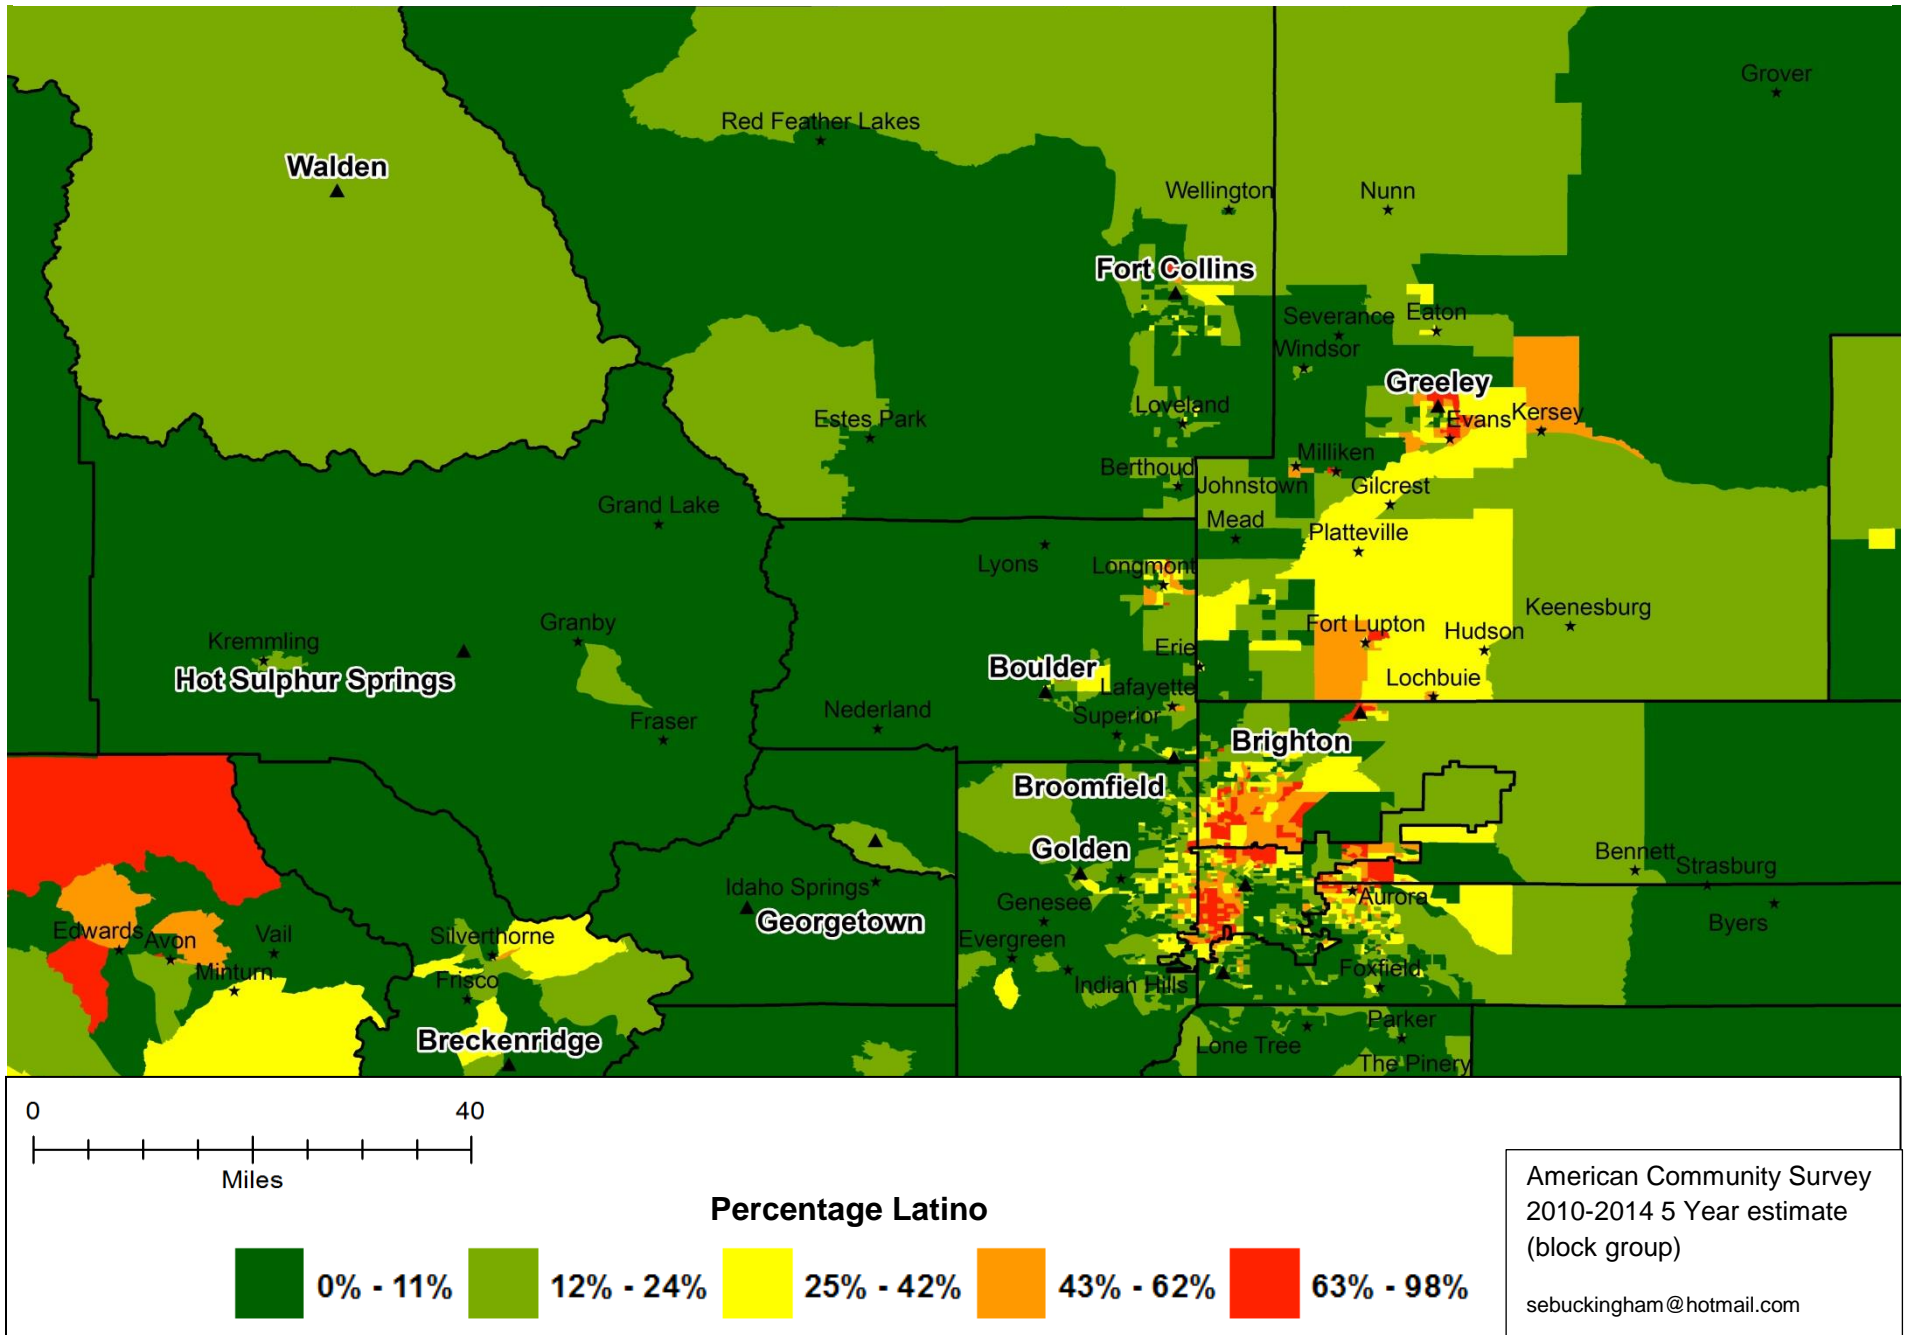 Grover
Red Feather Lakes
Walden
Wellington
Nunn
Fort Collins
Severance
Eaton
Windsor
Greeley
Loveland
Estes Park
Evans
Kersey
Berthoud
Milliken
Johnstown
Gilcrest
Grand Lake
Mead
Platteville
Lyons
Longmont
Keenesburg
Granby
Fort Lupton
Hudson
Kremmling
Erie
Hot Sulphur Springs
Boulder
Lafayette
Lochbuie
Fraser
Nederland
Superior
Brighton
Broomfield
Golden
Bennett
Strasburg
Idaho Springs
Genesee
Aurora
Georgetown
Byers
Edwards
Avon
Vail
Silverthorne
Evergreen
Minturn
Frisco
Indian Hills
Foxfield
Breckenridge
Lone Tree
Parker
The Pinery
0
40
Miles
Percentage Latino
0% - 11%
12% - 24%
25% - 42%
43% - 62%
63% - 98%
American Community Survey
2010-2014 5 Year estimate
(block group)
sebuckingham@hotmail.com